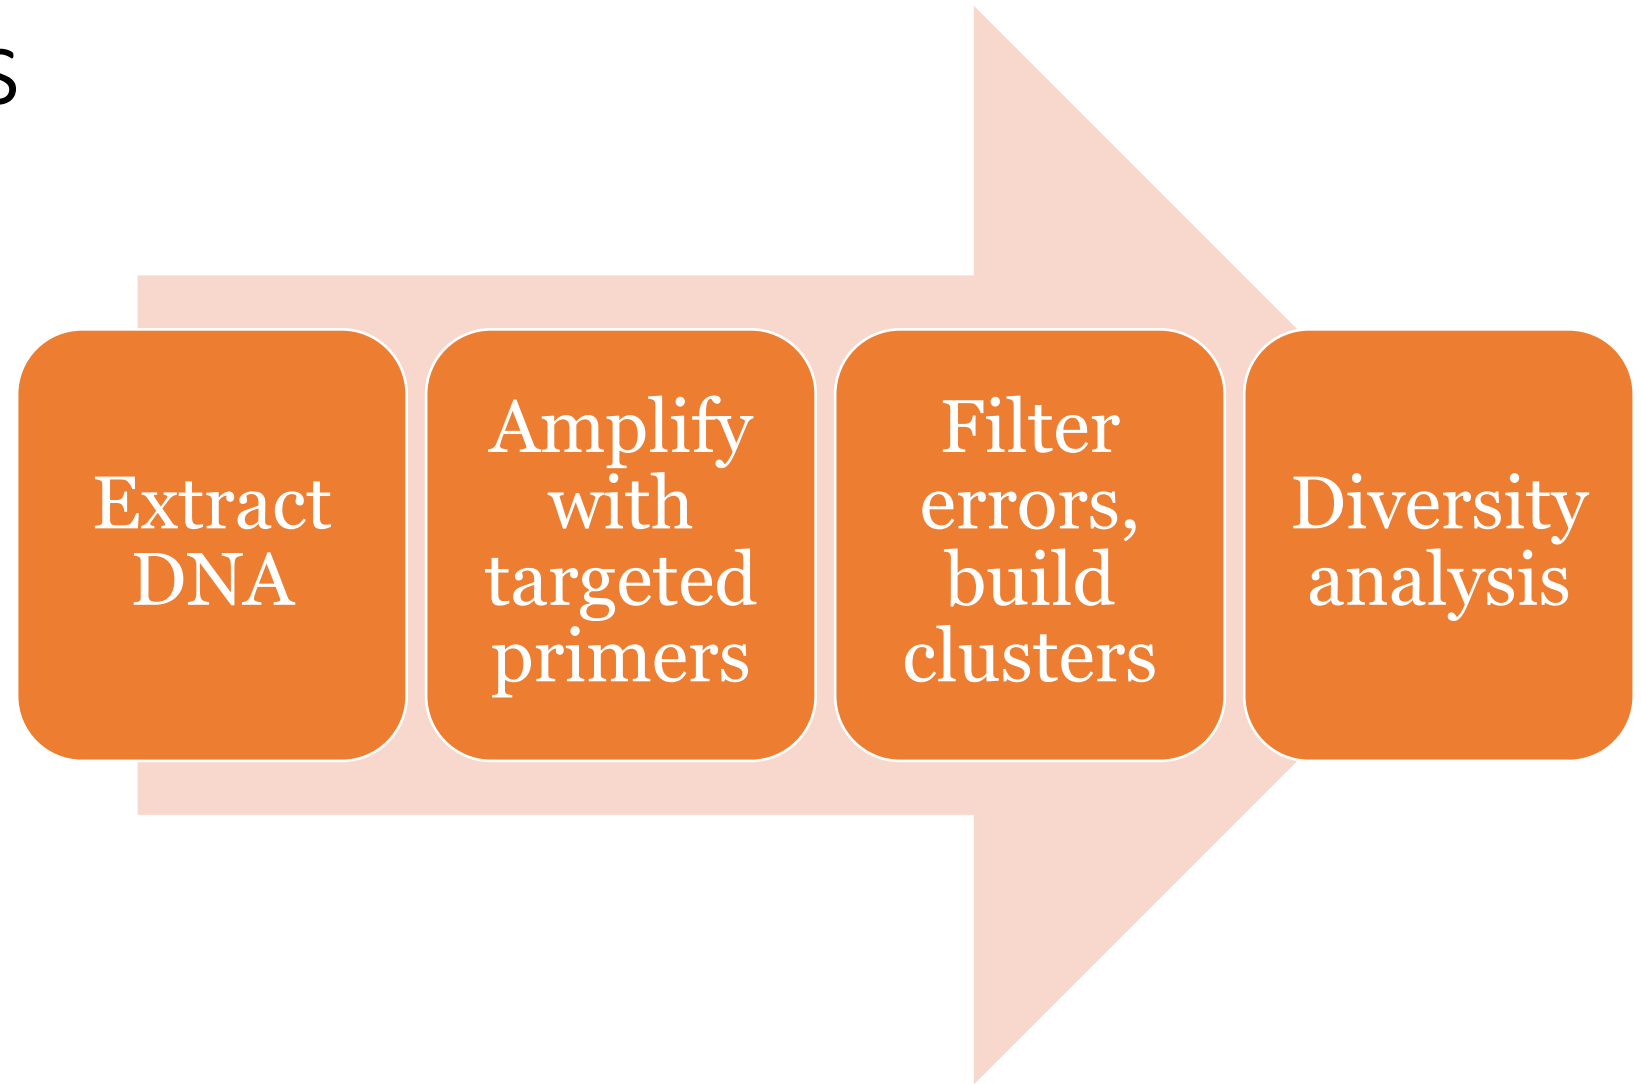 s
Extract
DNA
Amplify
with
targeted
primers
Filter
errors,
build
clusters
Diversity
analysis